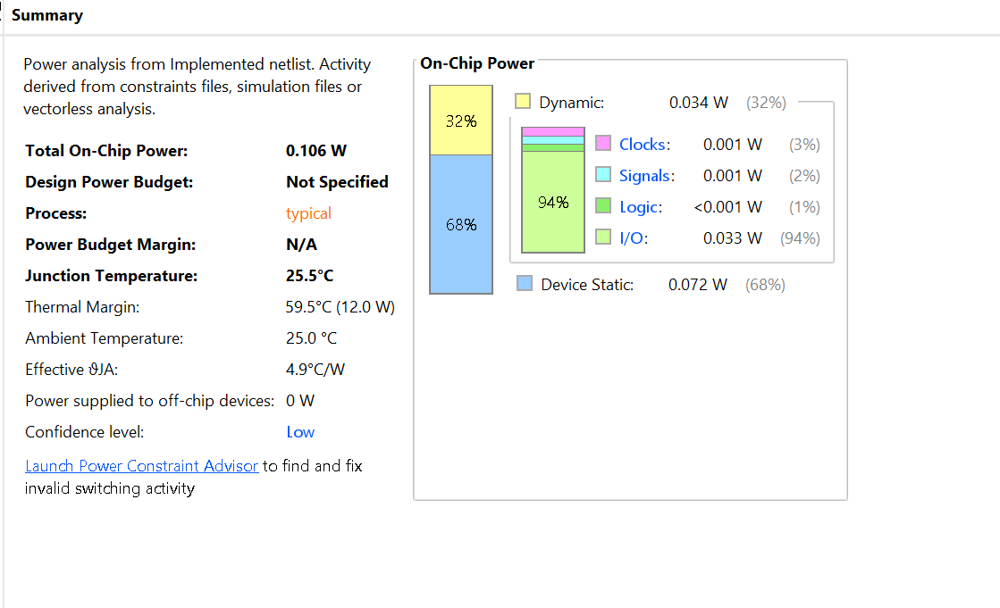 Summary
Power analysis from Implemented netlist. Activity
derived from constraints files, simulation files or
vectorless analysis.
Total On-Chip Power: 0.106 W
Design Power Budget: Not Specified
Process: typical
Power Budget Margin: N/A
Junction Temperature: 25.5°C
Thermal Margin: 59.5°C (12.0 W)
Ambient Temperature: 25.0 °C
Effective ϑJA: 4.9°C/W
Power supplied to off-chip devices: 0 W
Confidence level: Low
Launch Power Constraint Advisor to find and fix
invalid switching activity
On-Chip Power
32%
68%
Dynamic: 0.034 W (32%)
94%
Clocks: 0.001 W (3%)
Signals: 0.001 W (2%)
Logic: <0.001 W (1%)
I/O: 0.033 W (94%)
Device Static: 0.072 W (68%)